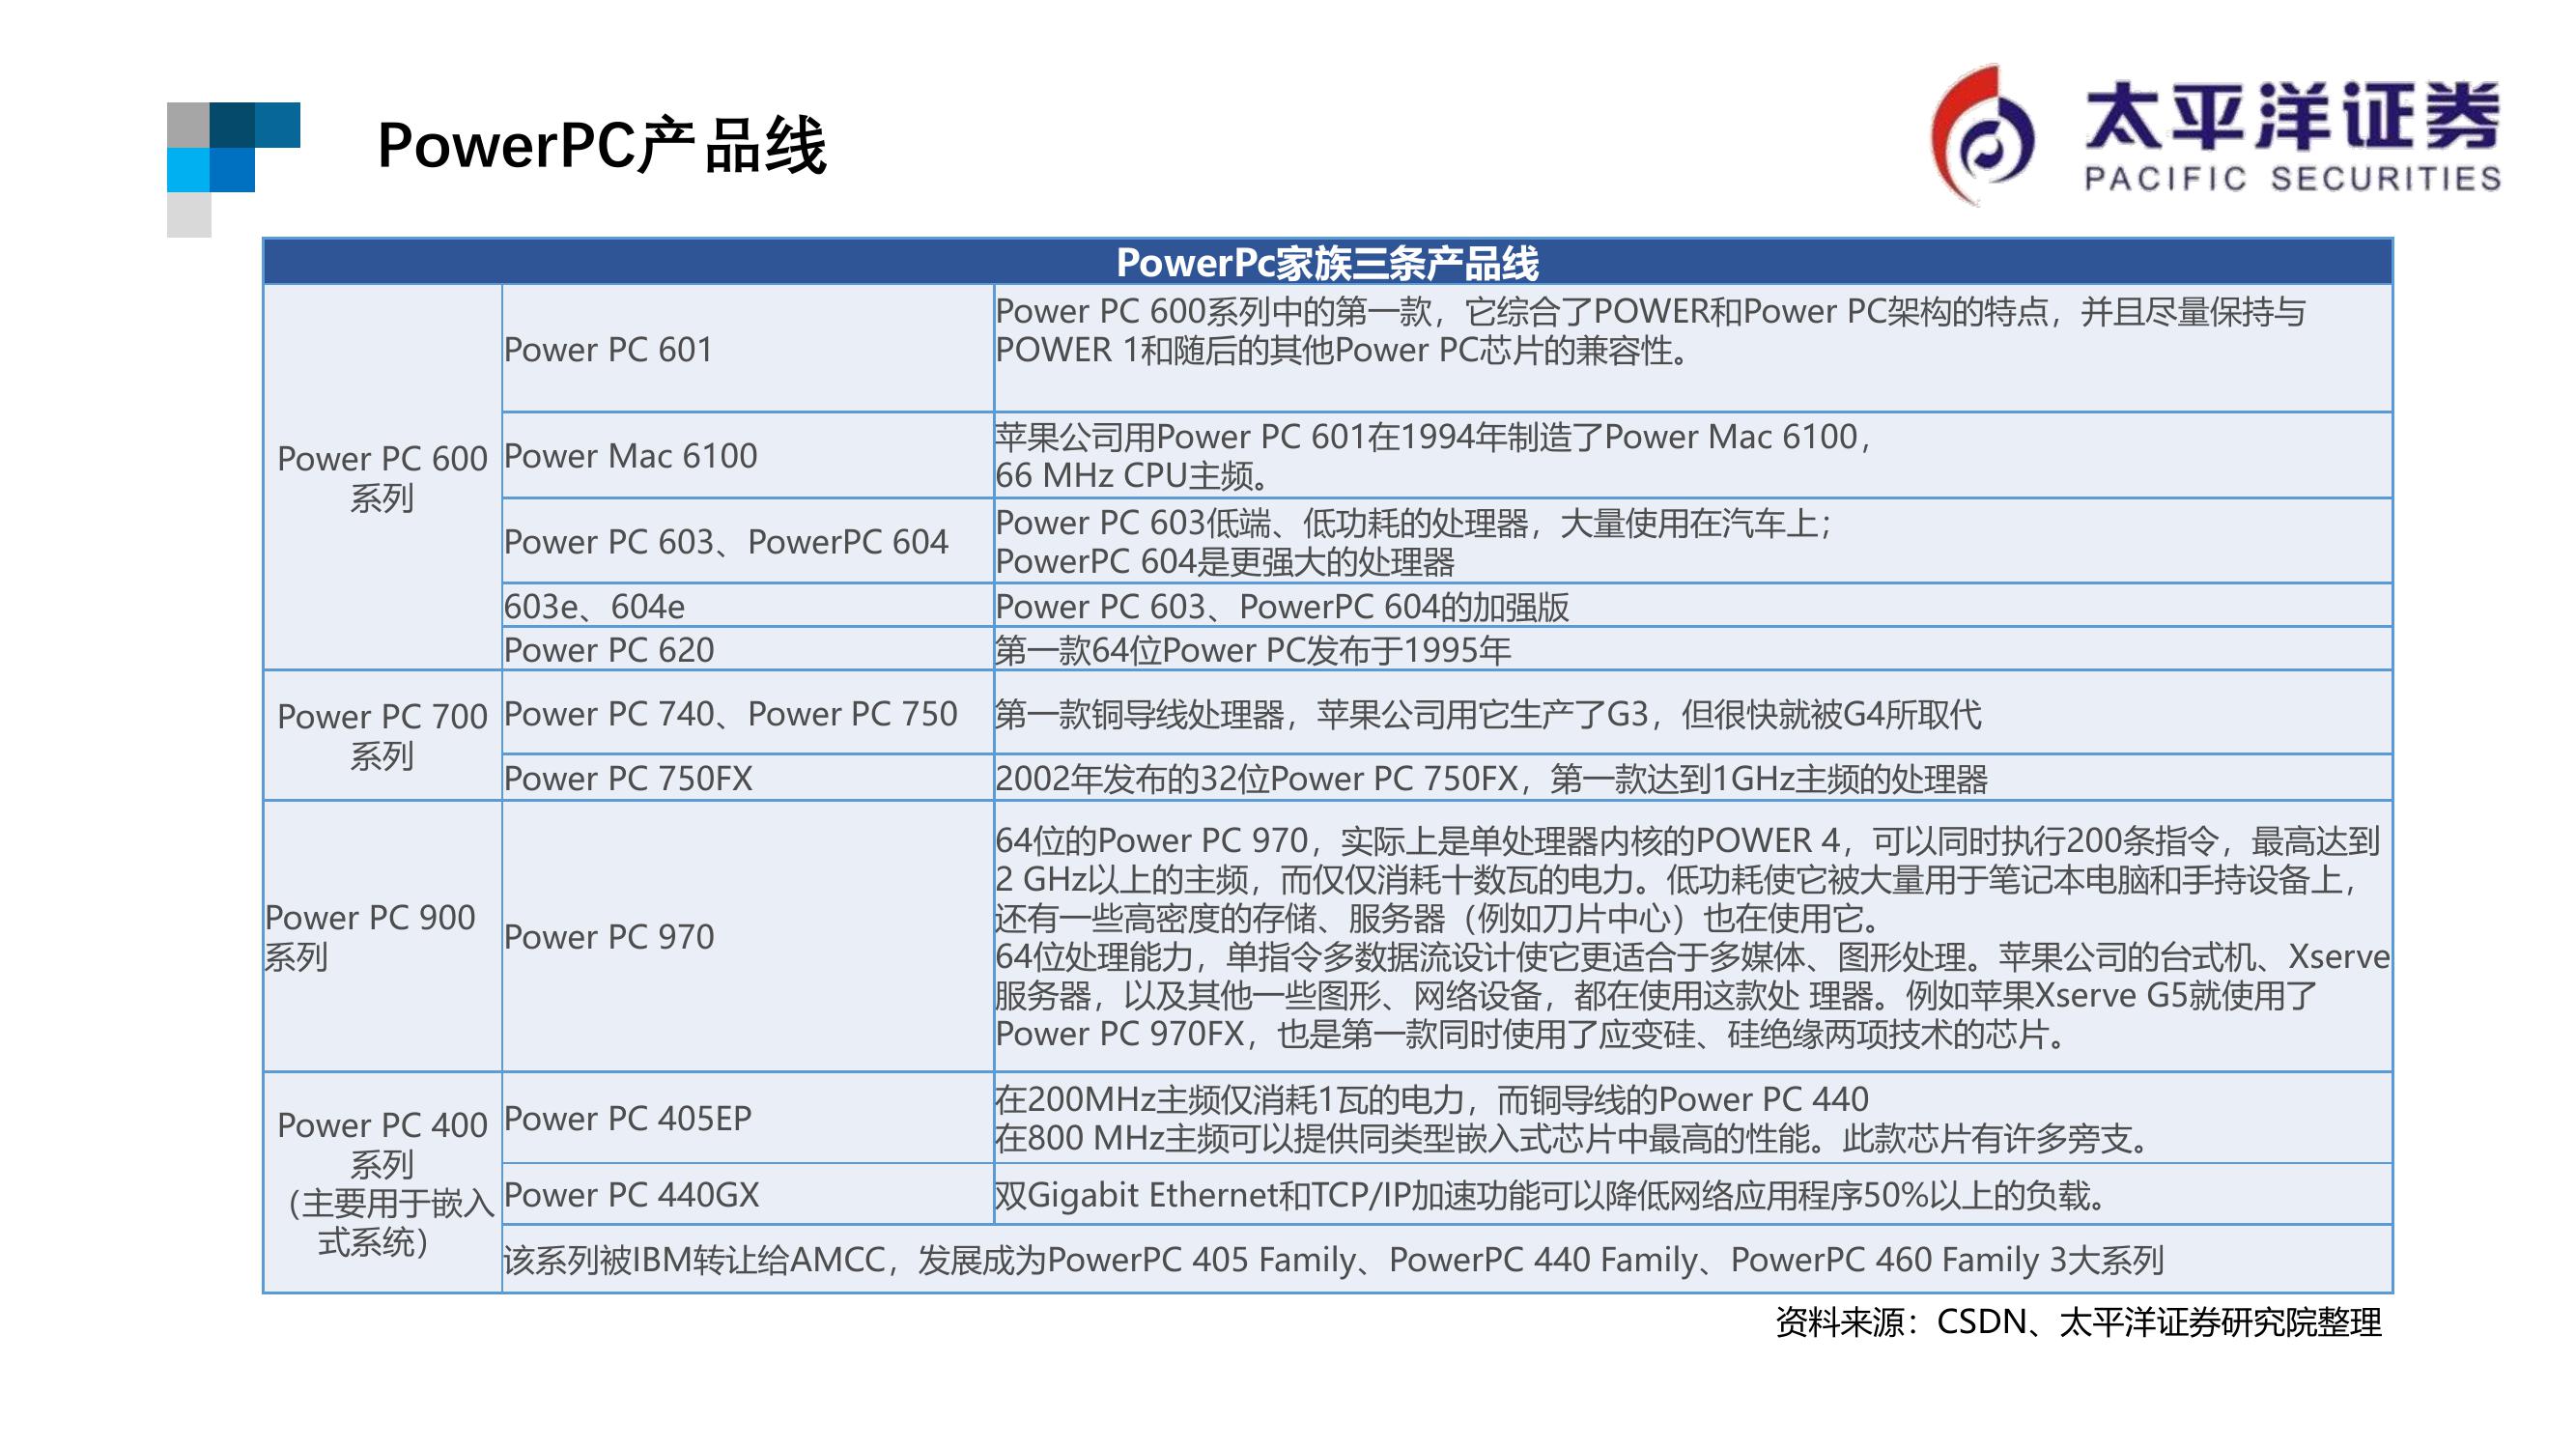 PowerPC产品线
太平洋证券
PACIFIC SECURITIES
PowerPc家族三条产品线
Power PC 600
系列
Power PC 601
Power PC 600系列中的第一款，它综合了POWER和Power PC架构的特点，并且尽量保持与
POWER 1和随后的其他Power PC芯片的兼容性。
Power Mac 6100
苹果公司用Power PC 601在1994年制造了Power Mac 6100，
66 MHz CPU主频。
Power PC 603、PowerPC 604
Power PC 603低端、低功耗的处理器，大量使用在汽车上；
PowerPC 604是更强大的处理器
603e、604e
Power PC 603、PowerPC 604的加强版
Power PC 620
第一款64位Power PC发布于1995年
Power PC 700
系列
Power PC 740、Power PC 750
第一款铜导线处理器，苹果公司用它生产了G3，但很快就被G4所取代
Power PC 750FX
2002年发布的32位Power PC 750FX，第一款达到1GHz主频的处理器
Power PC 900
系列
Power PC 970
64位的Power PC 970，实际上是单处理器内核的POWER 4，可以同时执行200条指令，最高达到
2 GHz以上的主频，而仅仅消耗十数瓦的电力。低功耗使它被大量用于笔记本电脑和手持设备上，
还有一些高密度的存储、服务器（例如刀片中心）也在使用它。
64位处理能力，单指令多数据流设计使它更适合于多媒体、图形处理。苹果公司的台式机、Xserve
服务器，以及其他一些图形、网络设备，都在使用这款处 理器。例如苹果Xserve G5就使用了
Power PC 970FX，也是第一款同时使用了应变硅、硅绝缘两项技术的芯片。
Power PC 400
系列
（主要用于嵌入
式系统）
Power PC 405EP
在200MHz主频仅消耗1瓦的电力，而铜导线的Power PC 440
在800 MHz主频可以提供同类型嵌入式芯片中最高的性能。此款芯片有许多旁支。
Power PC 440GX
双Gigabit Ethernet和TCP/IP加速功能可以降低网络应用程序50%以上的负载。
该系列被IBM转让给AMCC，发展成为PowerPC 405 Family、PowerPC 440 Family、PowerPC 460 Family 3大系列
资料来源：CSDN、太平洋证券研究院整理